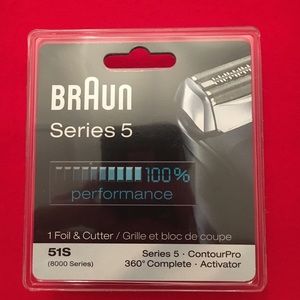 BRAUN
Series 5
100%
performance
1 Foil & Cutter / Grille et bloc de coupe
51S
(8000 Series)
Series 5 · ContourPro
360° Complete · Activator